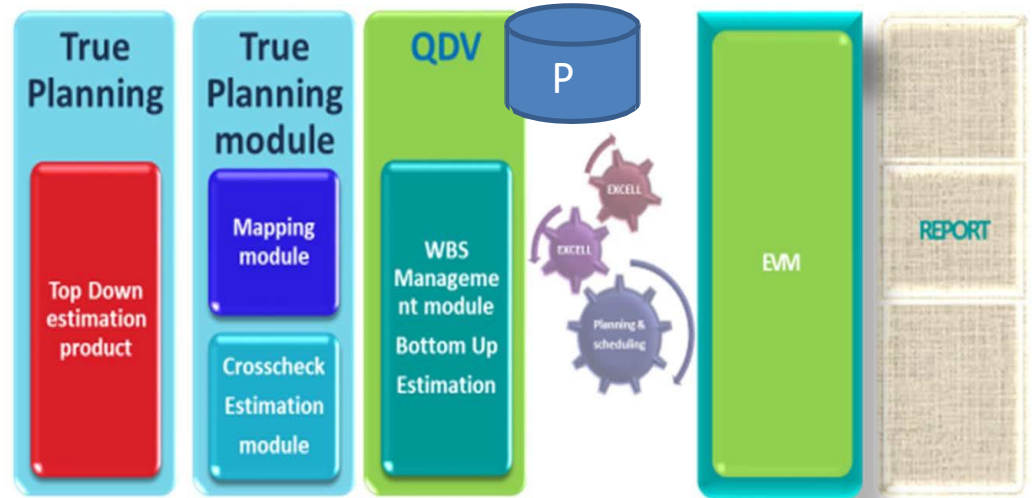 True
Planning
Top Down
estimation
product
True
Planning
module
Mapping
module
Crosscheck
Estimation
module
QDV
WBS
Manageme
nt module
Bottom Up
Estimation
P
EXCELL
EXCELL
Planning &
scheduling
EVM
REPORT